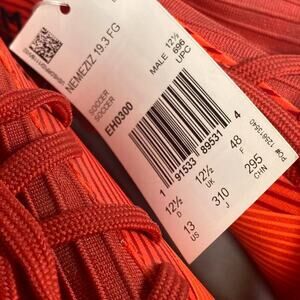 NEMEZIZ 19.3 FG
SOCCER
SOCCER
EH0300
MALE
12½
696
UPC
1 91533 89531 4
12½
D
12½
UK
48
F
PO# 
13
US
310
J
295
CHN